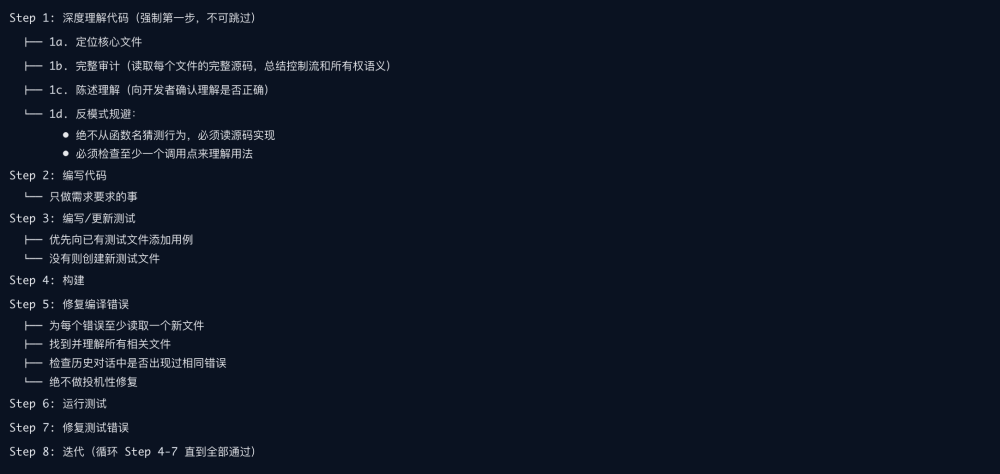 Step 1: 深度理解代码（强制第一步，不可跳过）
├── 1a. 定位核心文件
├── 1b. 完整审计（读取每个文件的完整源码，总结控制流和所有权语义）
├── 1c. 陈述理解（向开发者确认理解是否正确）
└── 1d. 反模式规避：
● 绝不从函数名猜测行为，必须读源码实现
● 必须检查至少一个调用点来理解用法
Step 2: 编写代码
└── 只做需求要求的事
Step 3: 编写/更新测试
├── 优先向已有测试文件添加用例
└── 没有则创建新测试文件
Step 4: 构建
Step 5: 修复编译错误
├── 为每个错误至少读取一个新文件
├── 找到并理解所有相关文件
├── 检查历史对话中是否出现过相同错误
└── 绝不做投机性修复
Step 6: 运行测试
Step 7: 修复测试错误
Step 8: 迭代（循环 Step 4-7 直到全部通过）